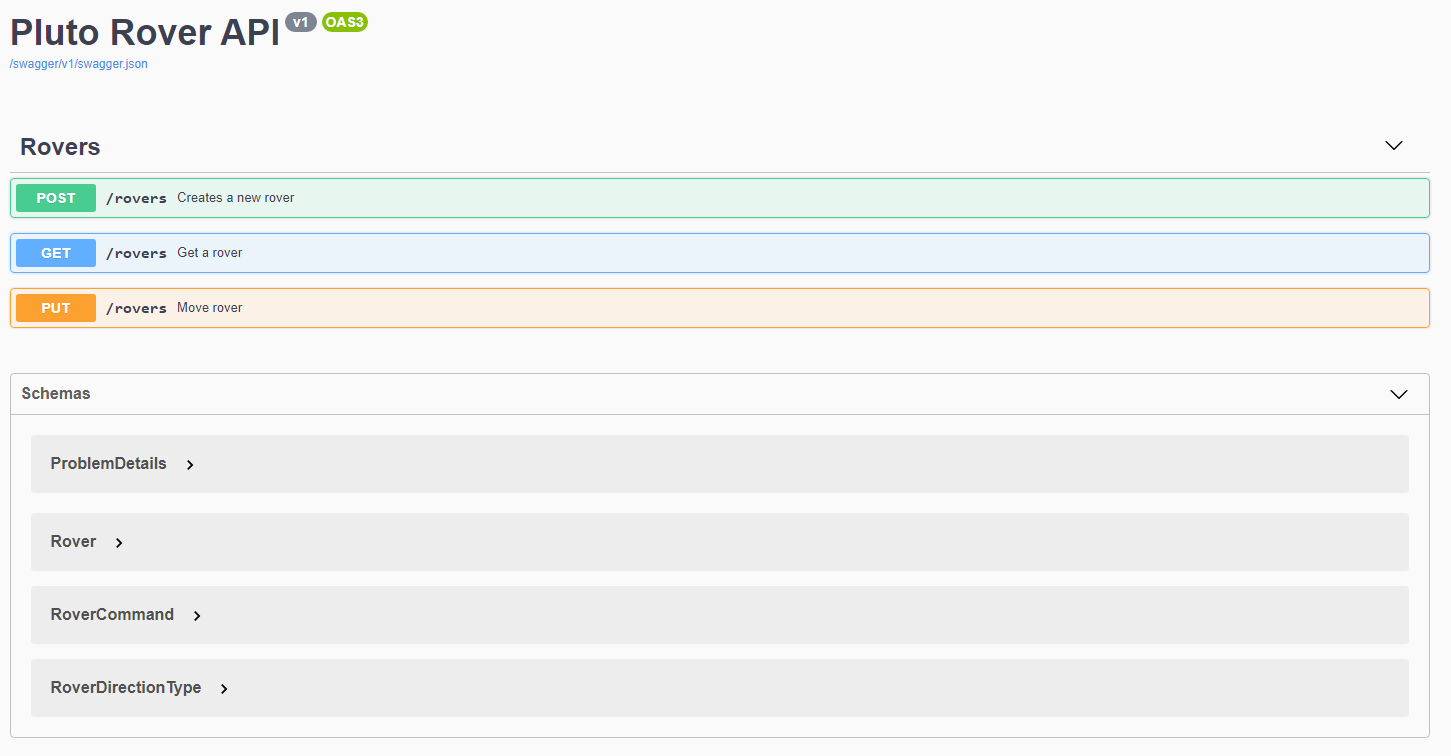 Pluto Rover API v1 OAS3
/swagger/v1/swagger.json
Rovers
POST /rovers Creates a new rover
GET /rovers Get a rover
PUT /rovers Move rover
Schemas
ProblemDetails
Rover
RoverCommand
RoverDirectionType